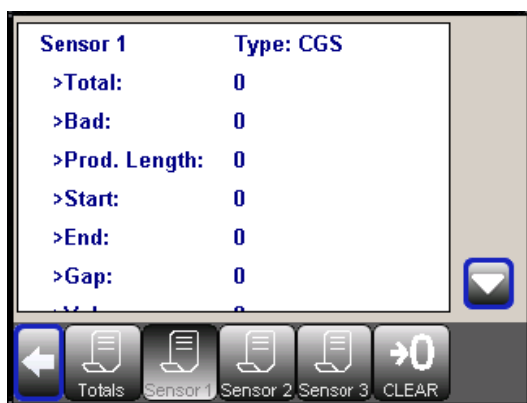 Sensor 1 Type: CGS
>Total: 0
>Bad: 0
>Prod. Length: 0
>Start: 0
>End: 0
>Gap: 0
Totals Sensor 1 Sensor 2 Sensor 3 →0 CLEAR